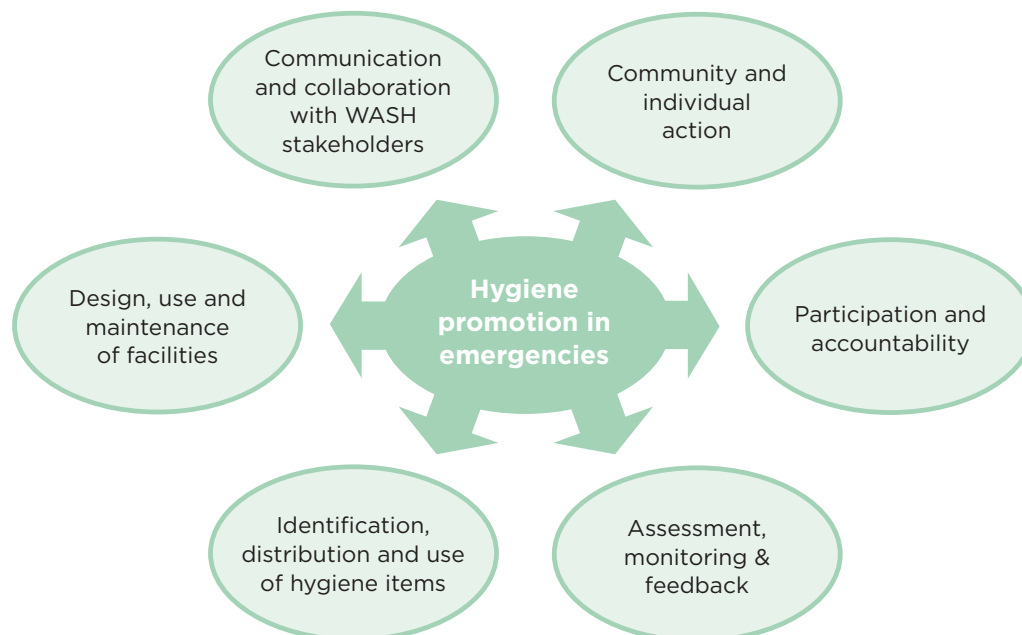 Communication
and collaboration
with WASH
stakeholders
Community and
individual
action
Design, use and
maintenance
of facilities
Hygiene
promotion in
emergencies
Participation and
accountability
Identification,
distribution and use
of hygiene items
Assessment,
monitoring &
feedback